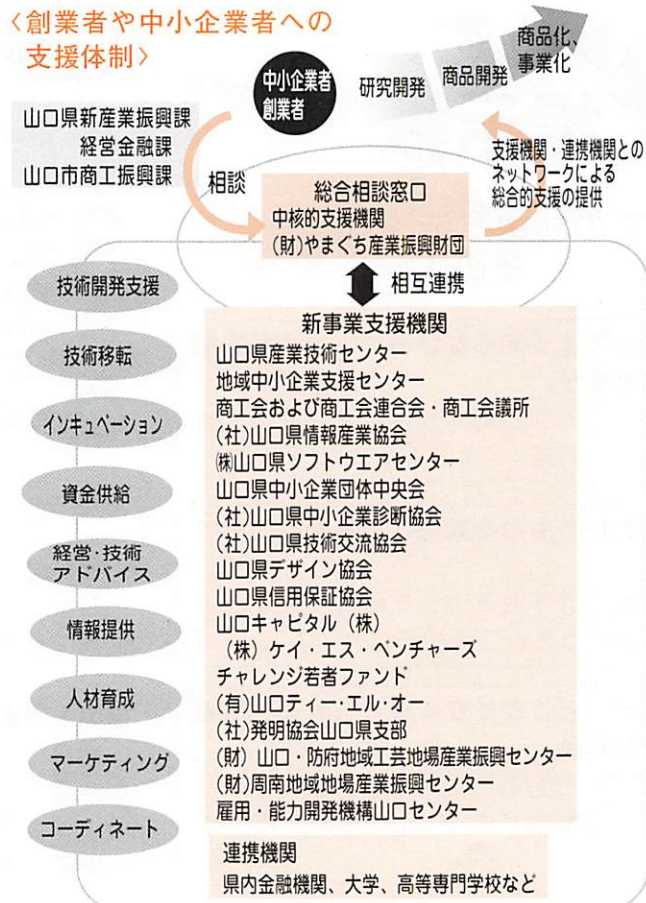 〈創業者や中小企業者への
支援体制〉
中小企業者
創業者
研究開発
商品開発
商品化、
事業化
山口県新産業振興課
経営金融課
山口市商工振興課
相談
支援機関・連携機関との
ネットワークによる
総合的支援の提供
総合相談窓口
中核的支援機関
(財)やまぐち産業振興財団
相互連携
技術開発支援
技術移転
インキュベーション
資金供給
経営・技術
アドバイス
情報提供
人材育成
マーケティング
コーディネート
新事業支援機関
山口県産業技術センター
地域中小企業支援センター
商工会および商工会連合会・商工会議所
(社)山口県情報産業協会
㈱山口県ソフトウエアセンター
山口県中小企業団体中央会
(社)山口県中小企業診断協会
(社)山口県技術交流協会
山口県デザイン協会
山口県信用保証協会
山口キャピタル（株）
（株）ケイ・エス・ベンチャーズ
チャレンジ若者ファンド
(有)山口ティー・エル・オー
(社)発明協会山口県支部
(財）山口・防府地域工芸地場産業振興センター
(財)周南地域地場産業振興センター
雇用・能力開発機構山口センター
連携機関
県内金融機関、大学、高等専門学校など